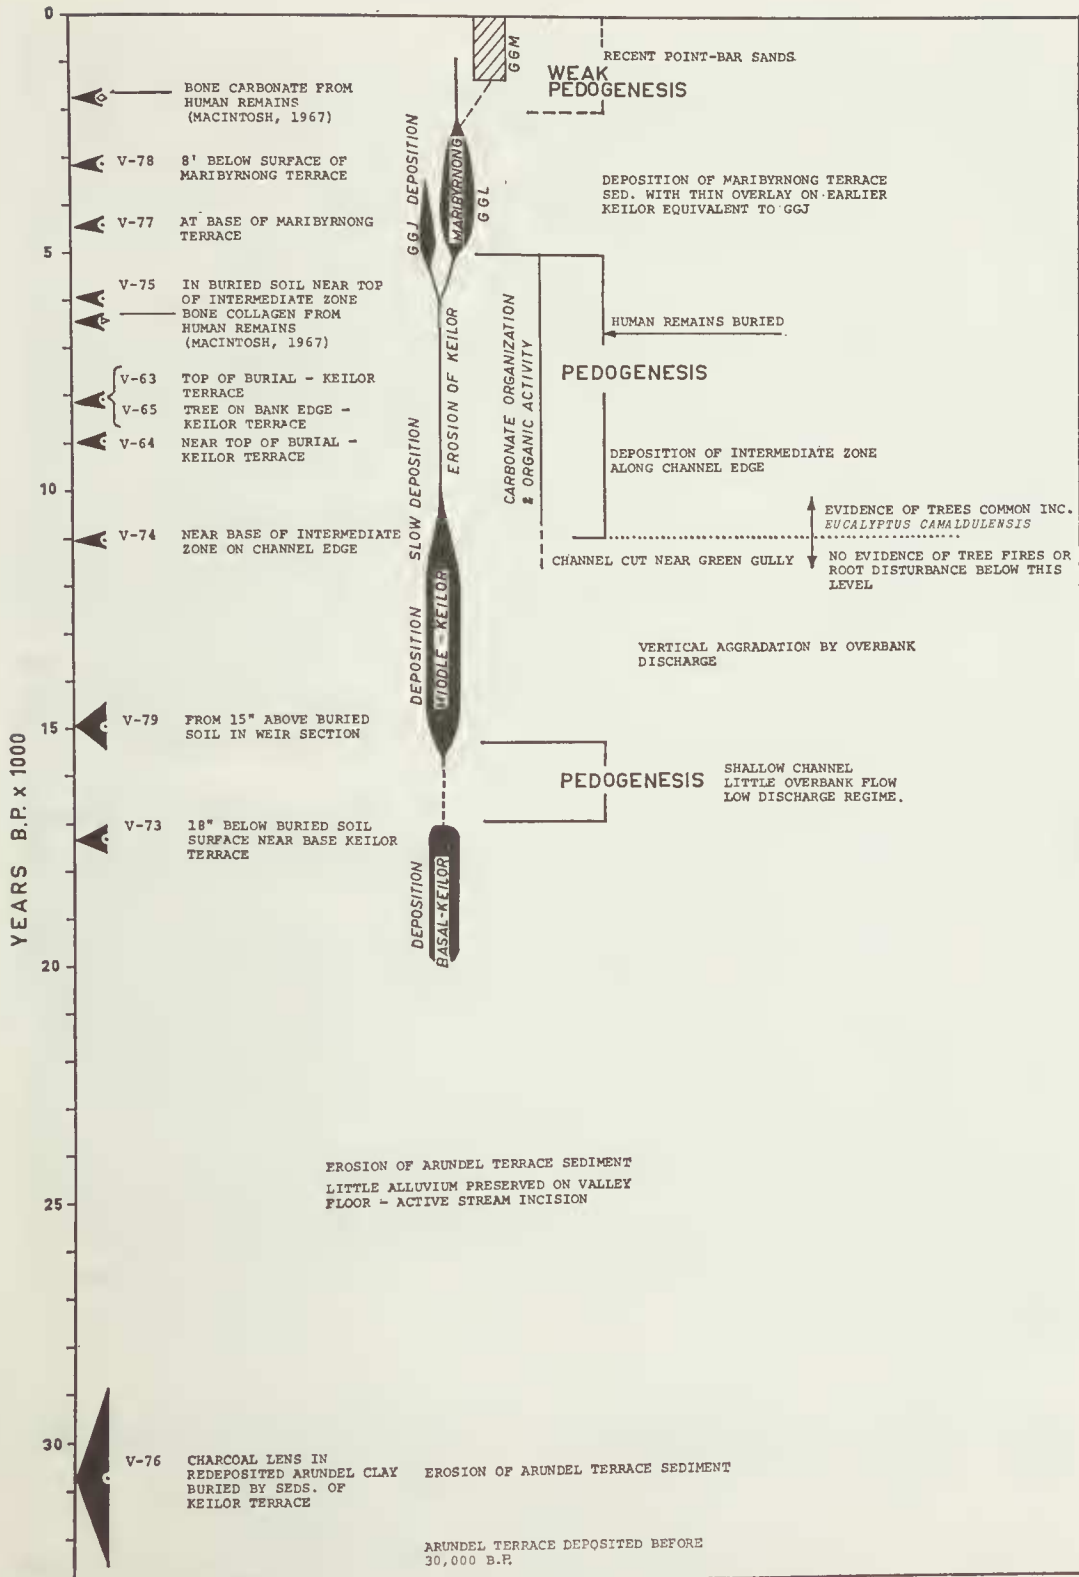 0
5
10
15
20
25
30
YEARS B.P. x 1000
BONE CARBONATE FROM
HUMAN REMAINS
(MACINTOSH, 1967)
V-78 8' BELOW SURFACE OF
MARIBYRNONG TERRACE
V-77 AT BASE OF MARIBYRNONG
TERRACE
V-75 IN BURIED SOIL NEAR TOP
OF INTERMEDIATE ZONE
BONE COLLAGEN FROM
HUMAN REMAINS
(MACINTOSH, 1967)
V-63 TOP OF BURIAL - KEILOR
TERRACE
V-65 TREE ON BANK EDGE -
KEILOR TERRACE
V-64 NEAR TOP OF BURIAL -
KEILOR TERRACE
V-74 NEAR BASE OF INTERMEDIATE
ZONE ON CHANNEL EDGE
V-79 FROM 15" ABOVE BURIED
SOIL IN WEIR SECTION
V-73 18" BELOW BURIED SOIL
SURFACE NEAR BASE KEILOR
TERRACE
V-76 CHARCOAL LENS IN
REDEPOSITED ARUNDEL CLAY
BURIED BY SEDS. OF
KEILOR TERRACE
GGM
GGJ DEPOSITION
MARIBYRNONG
GGL
EROSION OF KEILOR
SLOW DEPOSITION
DEPOSITION
MIDDLE - KEILOR
DEPOSITION
BASAL-KEILOR
CARBONATE ORGANIZATION
& ORGANIC ACTIVITY
RECENT POINT-BAR SANDS
WEAK
PEDOGENESIS
DEPOSITION OF MARIBYRNONG TERRACE
SED. WITH THIN OVERLAY ON EARLIER
KEILOR EQUIVALENT TO GGJ
HUMAN REMAINS BURIED
PEDOGENESIS
DEPOSITION OF INTERMEDIATE ZONE
ALONG CHANNEL EDGE
EVIDENCE OF TREES COMMON INC.
EUCALYPTUS CAMALDULENSIS
CHANNEL CUT NEAR GREEN GULLY
NO EVIDENCE OF TREE FIRES OR
ROOT DISTURBANCE BELOW THIS
LEVEL
VERTICAL AGGRADATION BY OVERBANK
DISCHARGE
PEDOGENESIS
SHALLOW CHANNEL
LITTLE OVERBANK FLOW
LOW DISCHARGE REGIME.
EROSION OF ARUNDEL TERRACE SEDIMENT
LITTLE ALLUVIUM PRESERVED ON VALLEY
FLOOR - ACTIVE STREAM INCISION
EROSION OF ARUNDEL TERRACE SEDIMENT
ARUNDEL TERRACE DEPOSITED BEFORE
30,000 B.P.